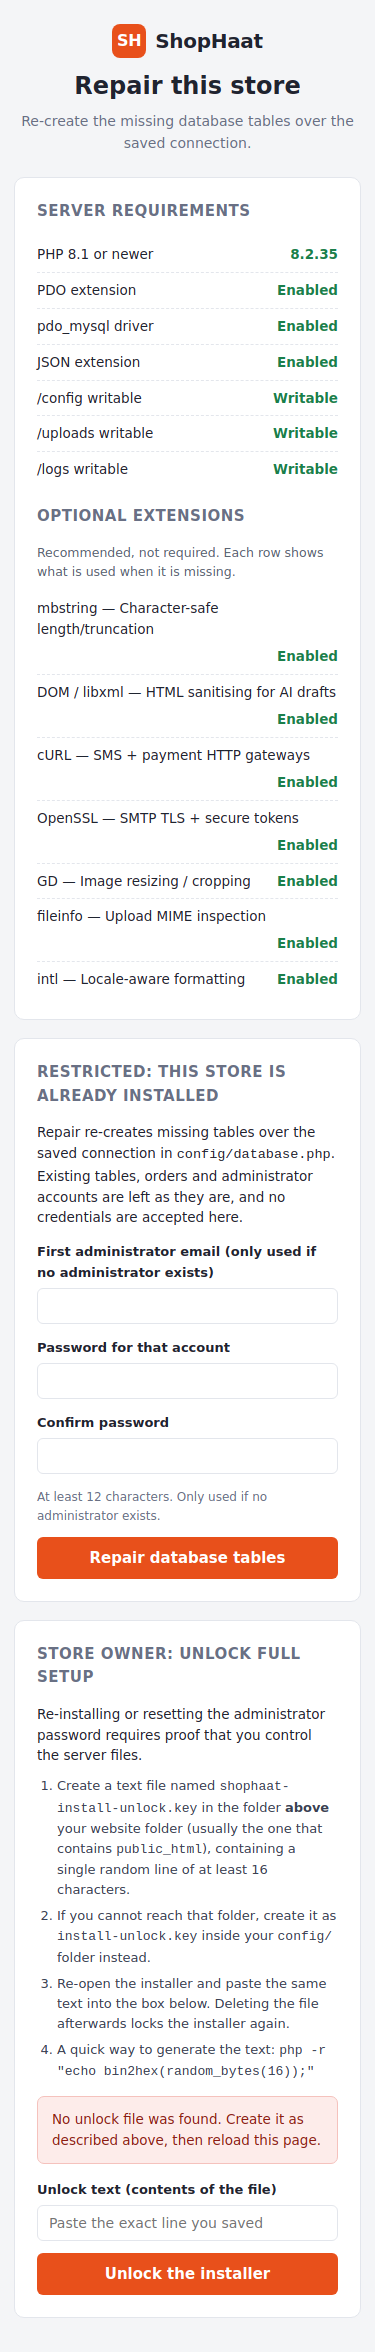 SH ShopHaat
Repair this store
Re-create the missing database tables over the
saved connection.
SERVER REQUIREMENTS
PHP 8.1 or newer 8.2.35
PDO extension Enabled
pdo_mysql driver Enabled
JSON extension Enabled
/config writable Writable
/uploads writable Writable
/logs writable Writable
OPTIONAL EXTENSIONS
Recommended, not required. Each row shows
what is used when it is missing.
mbstring — Character-safe
length/truncation
Enabled
DOM / libxml — HTML sanitising for AI drafts
Enabled
cURL — SMS + payment HTTP gateways
Enabled
OpenSSL — SMTP TLS + secure tokens
Enabled
GD — Image resizing / cropping Enabled
fileinfo — Upload MIME inspection
Enabled
intl — Locale-aware formatting Enabled
RESTRICTED: THIS STORE IS
ALREADY INSTALLED
Repair re-creates missing tables over the
saved connection in config/database.php.
Existing tables, orders and administrator
accounts are left as they are, and no
credentials are accepted here.
First administrator email (only used if
no administrator exists)
Password for that account
Confirm password
At least 12 characters. Only used if no
administrator exists.
Repair database tables
STORE OWNER: UNLOCK FULL
SETUP
Re-installing or resetting the administrator
password requires proof that you control
the server files.
1. Create a text file named shophaat-
install-unlock.key in the folder above
your website folder (usually the one that
contains public_html), containing a
single random line of at least 16
characters.
2. If you cannot reach that folder, create it as
install-unlock.key inside your config/
folder instead.
3. Re-open the installer and paste the same
text into the box below. Deleting the file
afterwards locks the installer again.
4. A quick way to generate the text: php -r
"echo bin2hex(random_bytes(16));"
No unlock file was found. Create it as
described above, then reload this page.
Unlock text (contents of the file)
Paste the exact line you saved
Unlock the installer